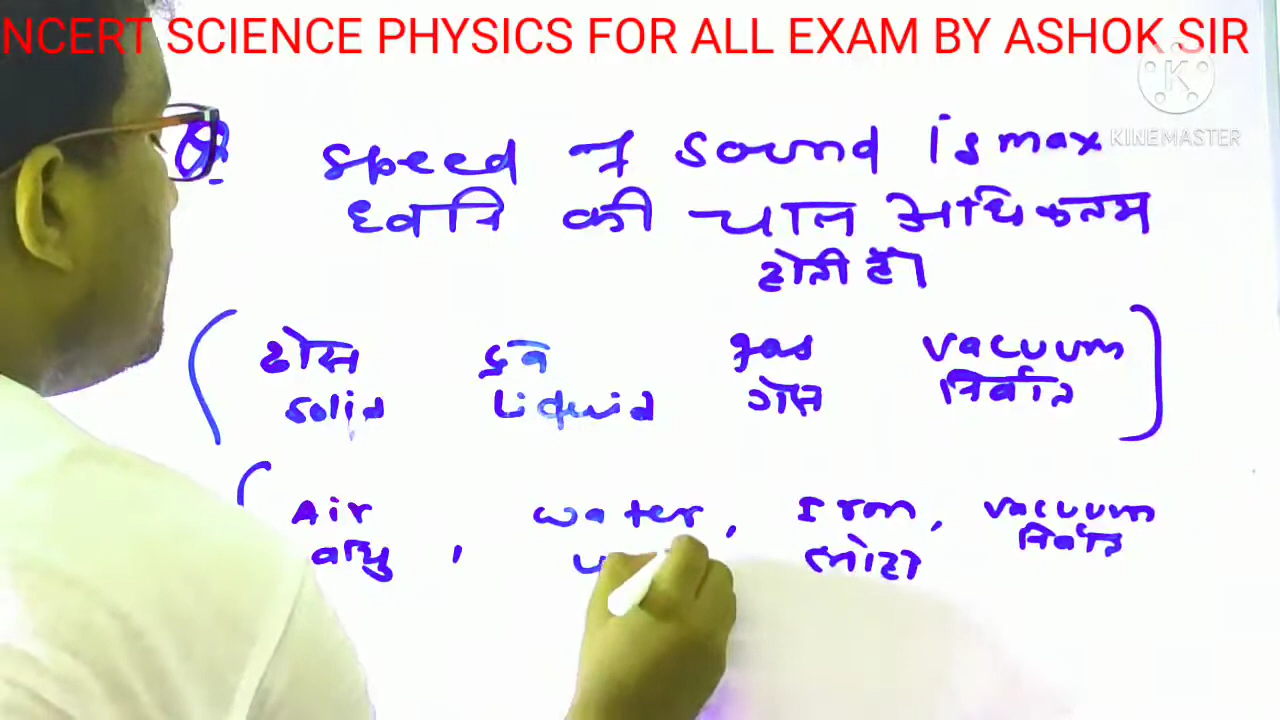 NCERT SCIENCE PHYSICS FOR ALL EXAM BY ASHOK SIR
K
KINEMASTER
Q Speed of sound is max
ध्वनि की चाल अधिकतम
होती है।
( ठोस द्रव gas vacuum )
solid Liquid गैस निर्वात
( Air water, Iron, vacuum
वायु, लोहा निर्वात